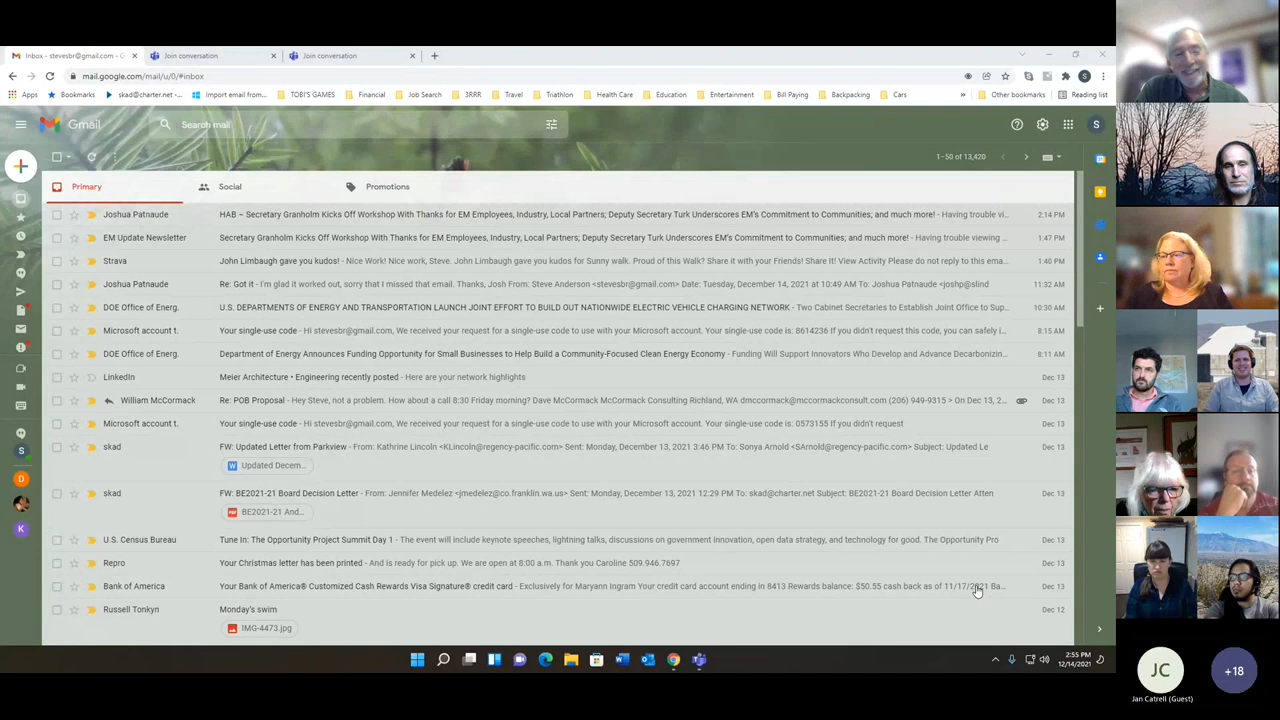 Inbox - stevesbr@gmail.com - G
Join conversation
Join conversation
mail.google.com/mail/u/0/#inbox
Apps
Bookmarks
skad@charter.net -...
Import email from...
TOBI'S GAMES
Financial
Job Search
3RRR
Travel
Triathlon
Health Care
Education
Entertainment
Bill Paying
Backpacking
Cars
»
Other bookmarks
Reading list
Gmail
Search mail
S
1–50 of 13,420
Primary
Social
Promotions
Joshua Patnaude HAB – Secretary Granholm Kicks Off Workshop With Thanks for EM Employees, Industry, Local Partners; Deputy Secretary Turk Underscores EM's Commitment to Communities; and much more! - Having trouble vi... 2:14 PM
EM Update Newsletter Secretary Granholm Kicks Off Workshop With Thanks for EM Employees, Industry, Local Partners; Deputy Secretary Turk Underscores EM's Commitment to Communities; and much more! - Having trouble viewing ... 1:47 PM
Strava John Limbaugh gave you kudos! - Nice Work! Nice work, Steve. John Limbaugh gave you kudos for Sunny walk. Proud of this Walk? Share it with your Friends! Share It! View Activity Please do not reply to this ema... 1:40 PM
Joshua Patnaude Re: Got it - I'm glad it worked out, sorry that I missed that email. Thanks, Josh From: Steve Anderson <stevesbr@gmail.com> Date: Tuesday, December 14, 2021 at 10:49 AM To: Joshua Patnaude <joshp@slind 11:32 AM
DOE Office of Energ. U.S. DEPARTMENTS OF ENERGY AND TRANSPORTATION LAUNCH JOINT EFFORT TO BUILD OUT NATIONWIDE ELECTRIC VEHICLE CHARGING NETWORK - Two Cabinet Secretaries to Establish Joint Office to Sup... 10:30 AM
Microsoft account t. Your single-use code - Hi stevesbr@gmail.com, We received your request for a single-use code to use with your Microsoft account. Your single-use code is: 8614236 If you didn't request this code, you can safely i... 8:15 AM
DOE Office of Energ. Department of Energy Announces Funding Opportunity for Small Businesses to Help Build a Community-Focused Clean Energy Economy - Funding Will Support Innovators Who Develop and Advance Decarbonizin... 8:11 AM
LinkedIn Meier Architecture • Engineering recently posted - Here are your network highlights Dec 13
William McCormack Re: POB Proposal - Hey Steve, not a problem. How about a call 8:30 Friday morning? Dave McCormack McCormack Consulting Richland, WA dmccormack@mccormackconsult.com (206) 949-9315 > On Dec 13, 2... Dec 13
Microsoft account t. Your single-use code - Hi stevesbr@gmail.com, We received your request for a single-use code to use with your Microsoft account. Your single-use code is: 0573155 If you didn't request Dec 13
skad FW: Updated Letter from Parkview - From: Kathrine Lincoln <KLincoln@regency-pacific.com> Sent: Monday, December 13, 2021 3:46 PM To: Sonya Arnold <SArnold@regency-pacific.com> Subject: Updated Le Dec 13
Updated Decem...
skad FW: BE2021-21 Board Decision Letter - From: Jennifer Medelez <jmedelez@co.franklin.wa.us> Sent: Monday, December 13, 2021 12:29 PM To: skad@charter.net Subject: BE2021-21 Board Decision Letter Atten Dec 13
BE2021-21 And...
U.S. Census Bureau Tune In: The Opportunity Project Summit Day 1 - The event will include keynote speeches, lightning talks, discussions on government innovation, open data strategy, and technology for good. The Opportunity Pro Dec 13
Repro Your Christmas letter has been printed - And is ready for pick up. We are open at 8:00 a.m. Thank you Caroline 509.946.7697 Dec 13
Bank of America Your Bank of America® Customized Cash Rewards Visa Signature® credit card - Exclusively for Maryann Ingram Your credit card account ending in 8413 Rewards balance: $50.55 cash back as of 11/17/2021 Ba... Dec 13
Russell Tonkyn Monday's swim Dec 12
IMG-4473.jpg
S
D
K
2:55 PM
12/14/2021
JC
+18
Jan Catrell (Guest)